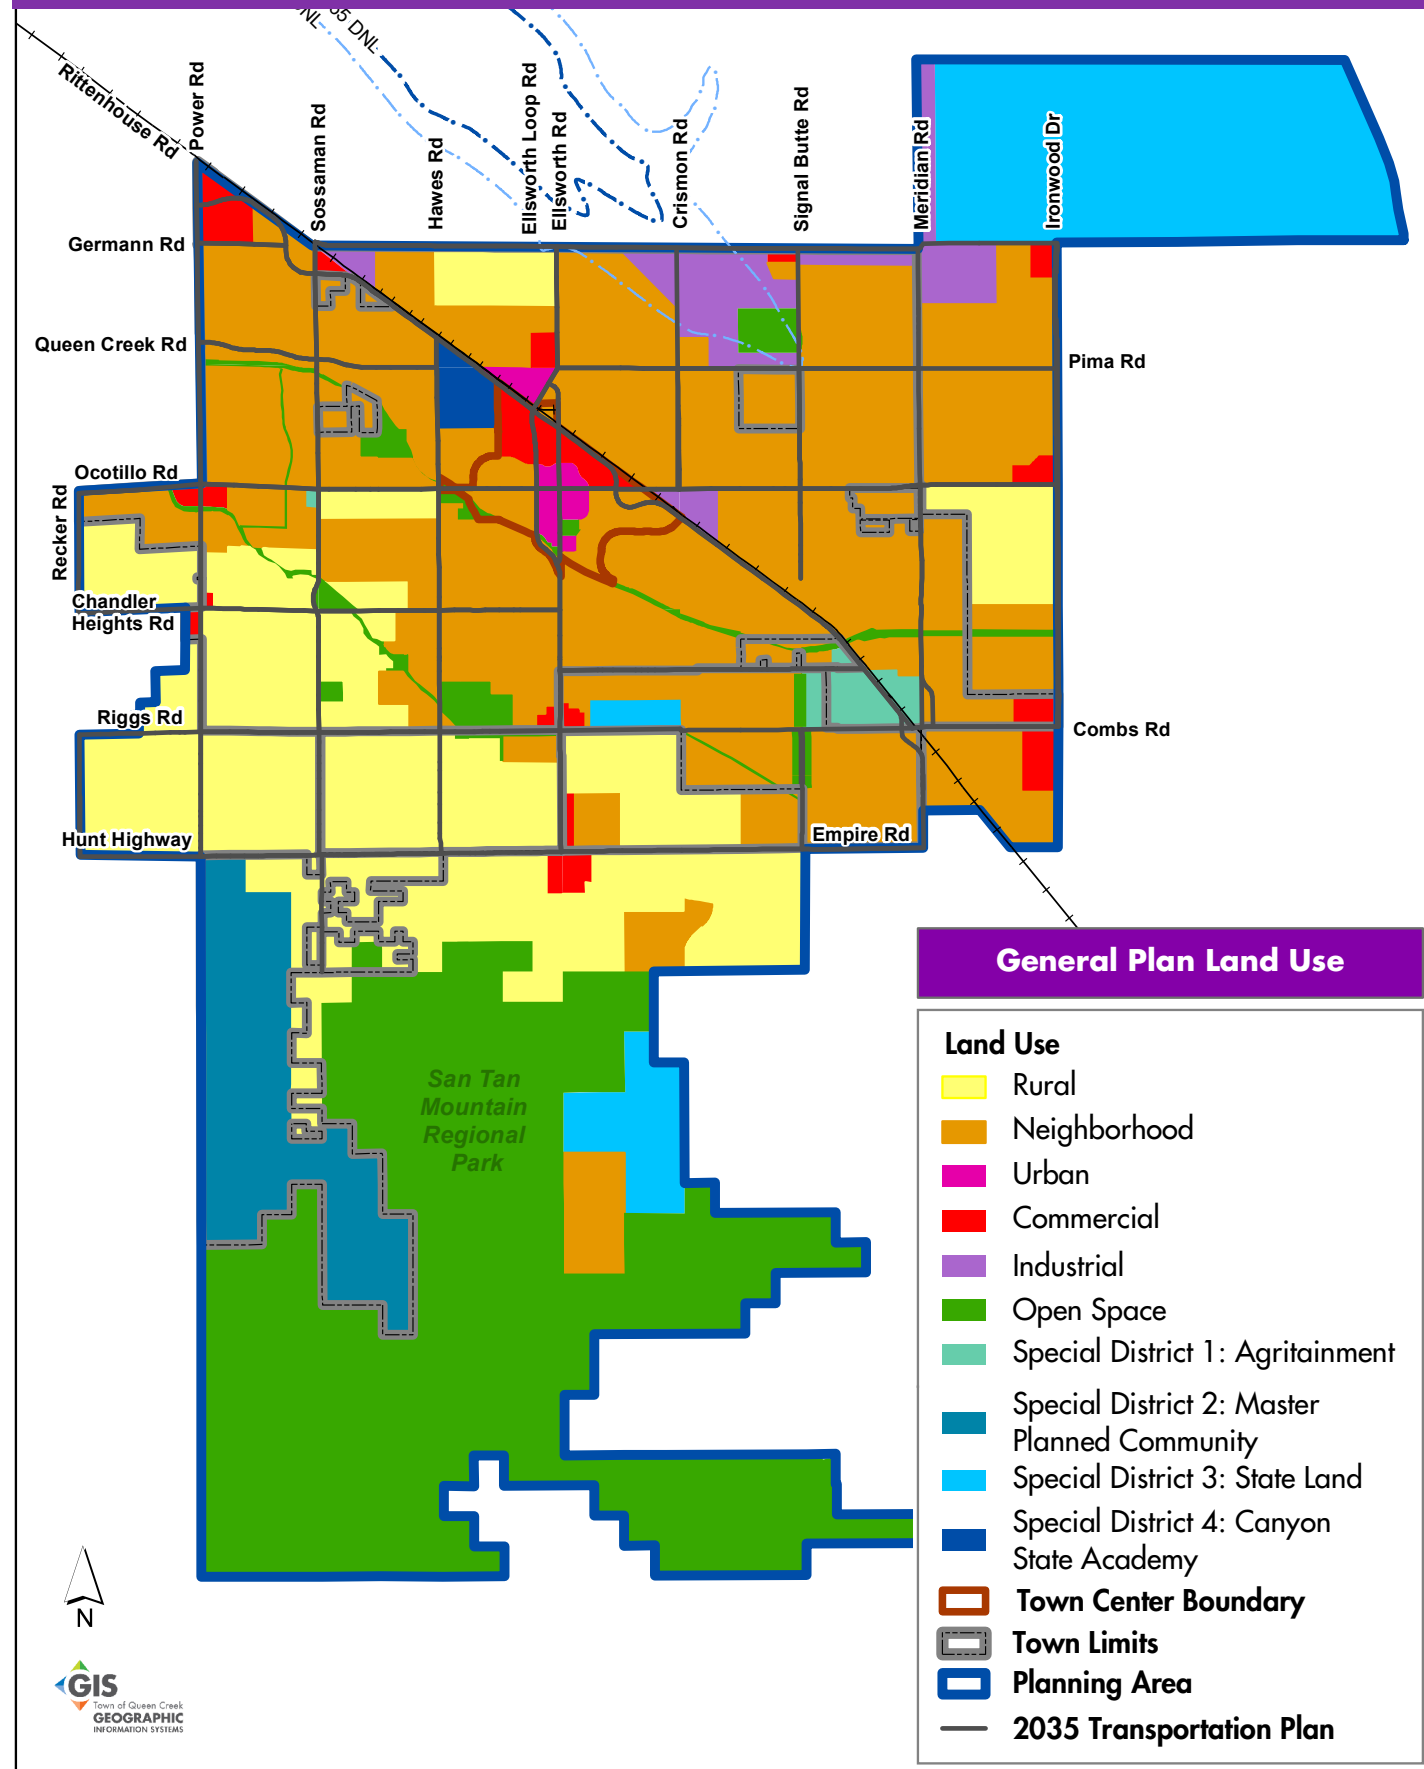 65 DNL
DNL
Rittenhouse Rd
Power Rd
Sossaman Rd
Hawes Rd
Ellsworth Loop Rd
Ellsworth Rd
Crismon Rd
Signal Butte Rd
Meridian Rd
Ironwood Dr
Germann Rd
Queen Creek Rd
Pima Rd
Ocotillo Rd
Recker Rd
Chandler
Heights Rd
Riggs Rd
Combs Rd
Hunt Highway
Empire Rd
San Tan
Mountain
Regional
Park
General Plan Land Use
Land Use
Rural
Neighborhood
Urban
Commercial
Industrial
Open Space
Special District 1: Agritainment
Special District 2: Master
Planned Community
Special District 3: State Land
Special District 4: Canyon
State Academy
Town Center Boundary
Town Limits
Planning Area
2035 Transportation Plan
N
GIS
Town of Queen Creek
GEOGRAPHIC
INFORMATION SYSTEMS